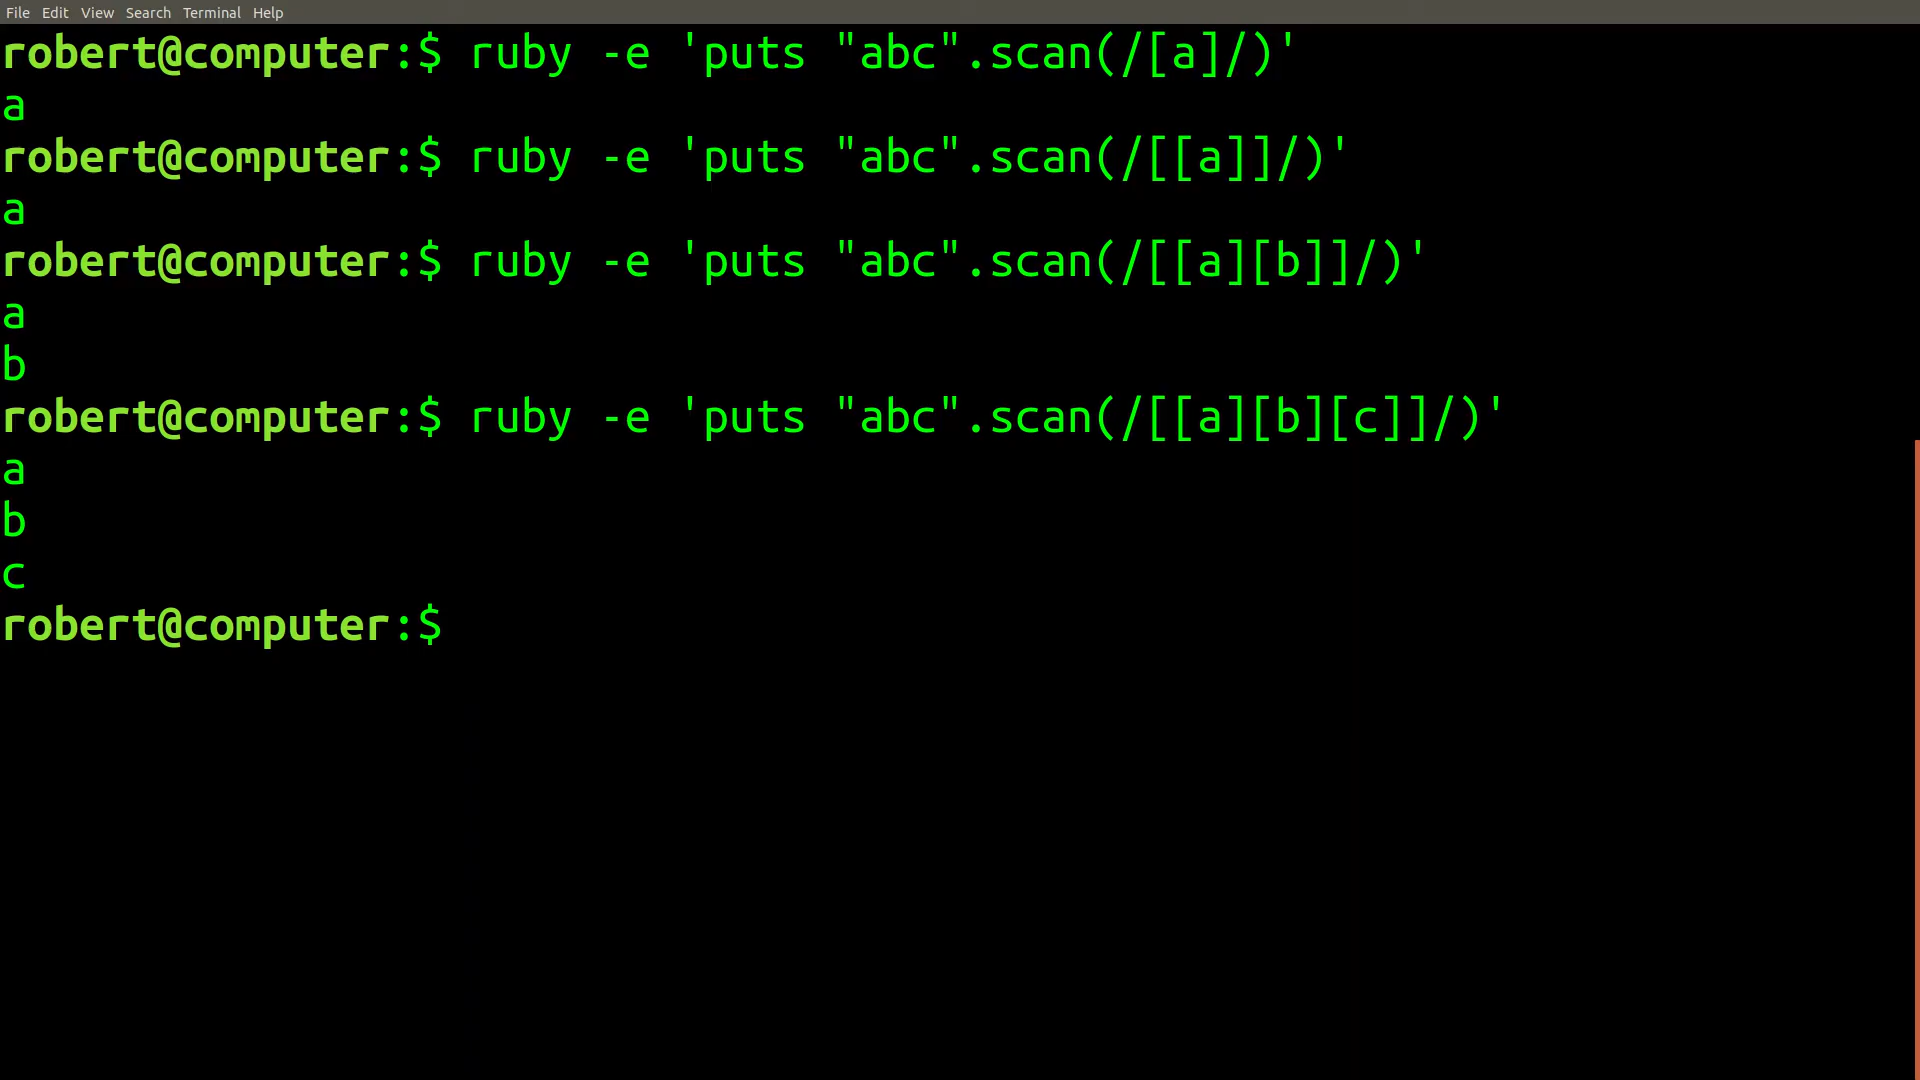 File Edit View Search Terminal Help
robert@computer:$ ruby -e 'puts "abc".scan(/[a]/)'
a
robert@computer:$ ruby -e 'puts "abc".scan(/[[a]]/)'
a
robert@computer:$ ruby -e 'puts "abc".scan(/[[a][b]]/)'
a
b
robert@computer:$ ruby -e 'puts "abc".scan(/[[a][b][c]]/)'
a
b
c
robert@computer:$